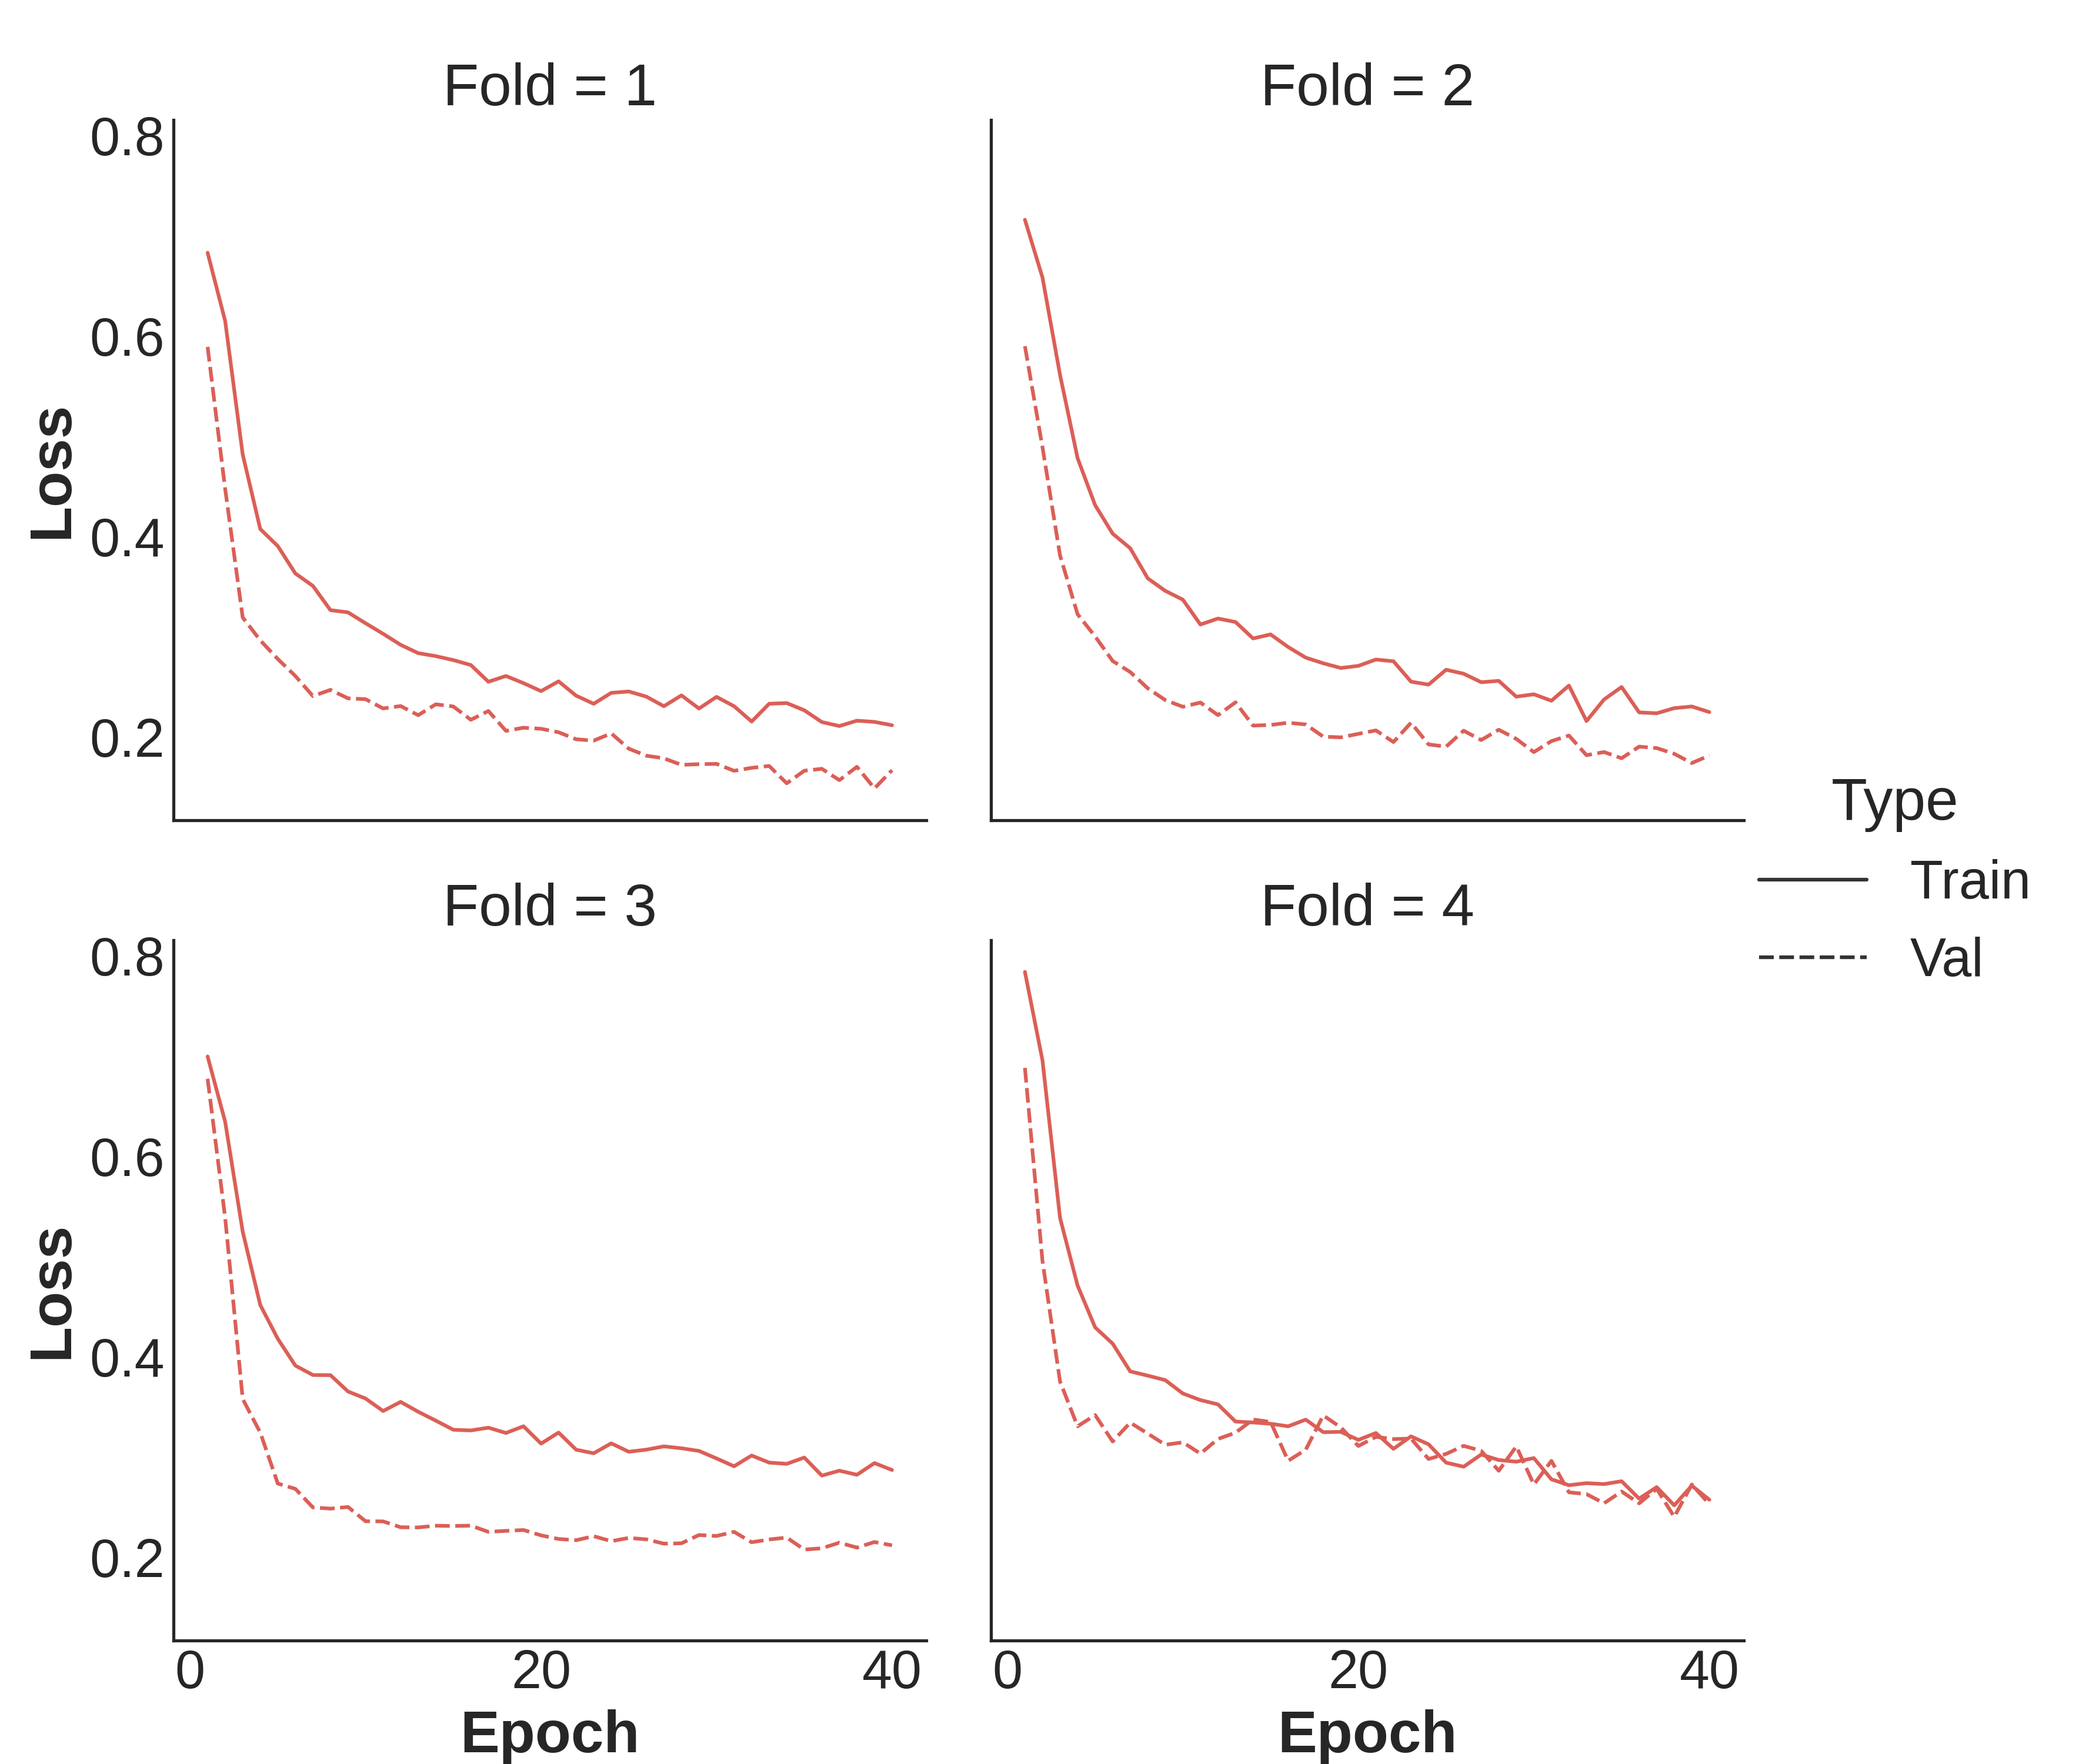 Fold = 1
Fold = 2
0.8
0.6
0.4
0.2
Loss
Type
Train
Val
Fold = 3
Fold = 4
0.8
0.6
0.4
0.2
Loss
0 20 40
0 20 40
Epoch
Epoch